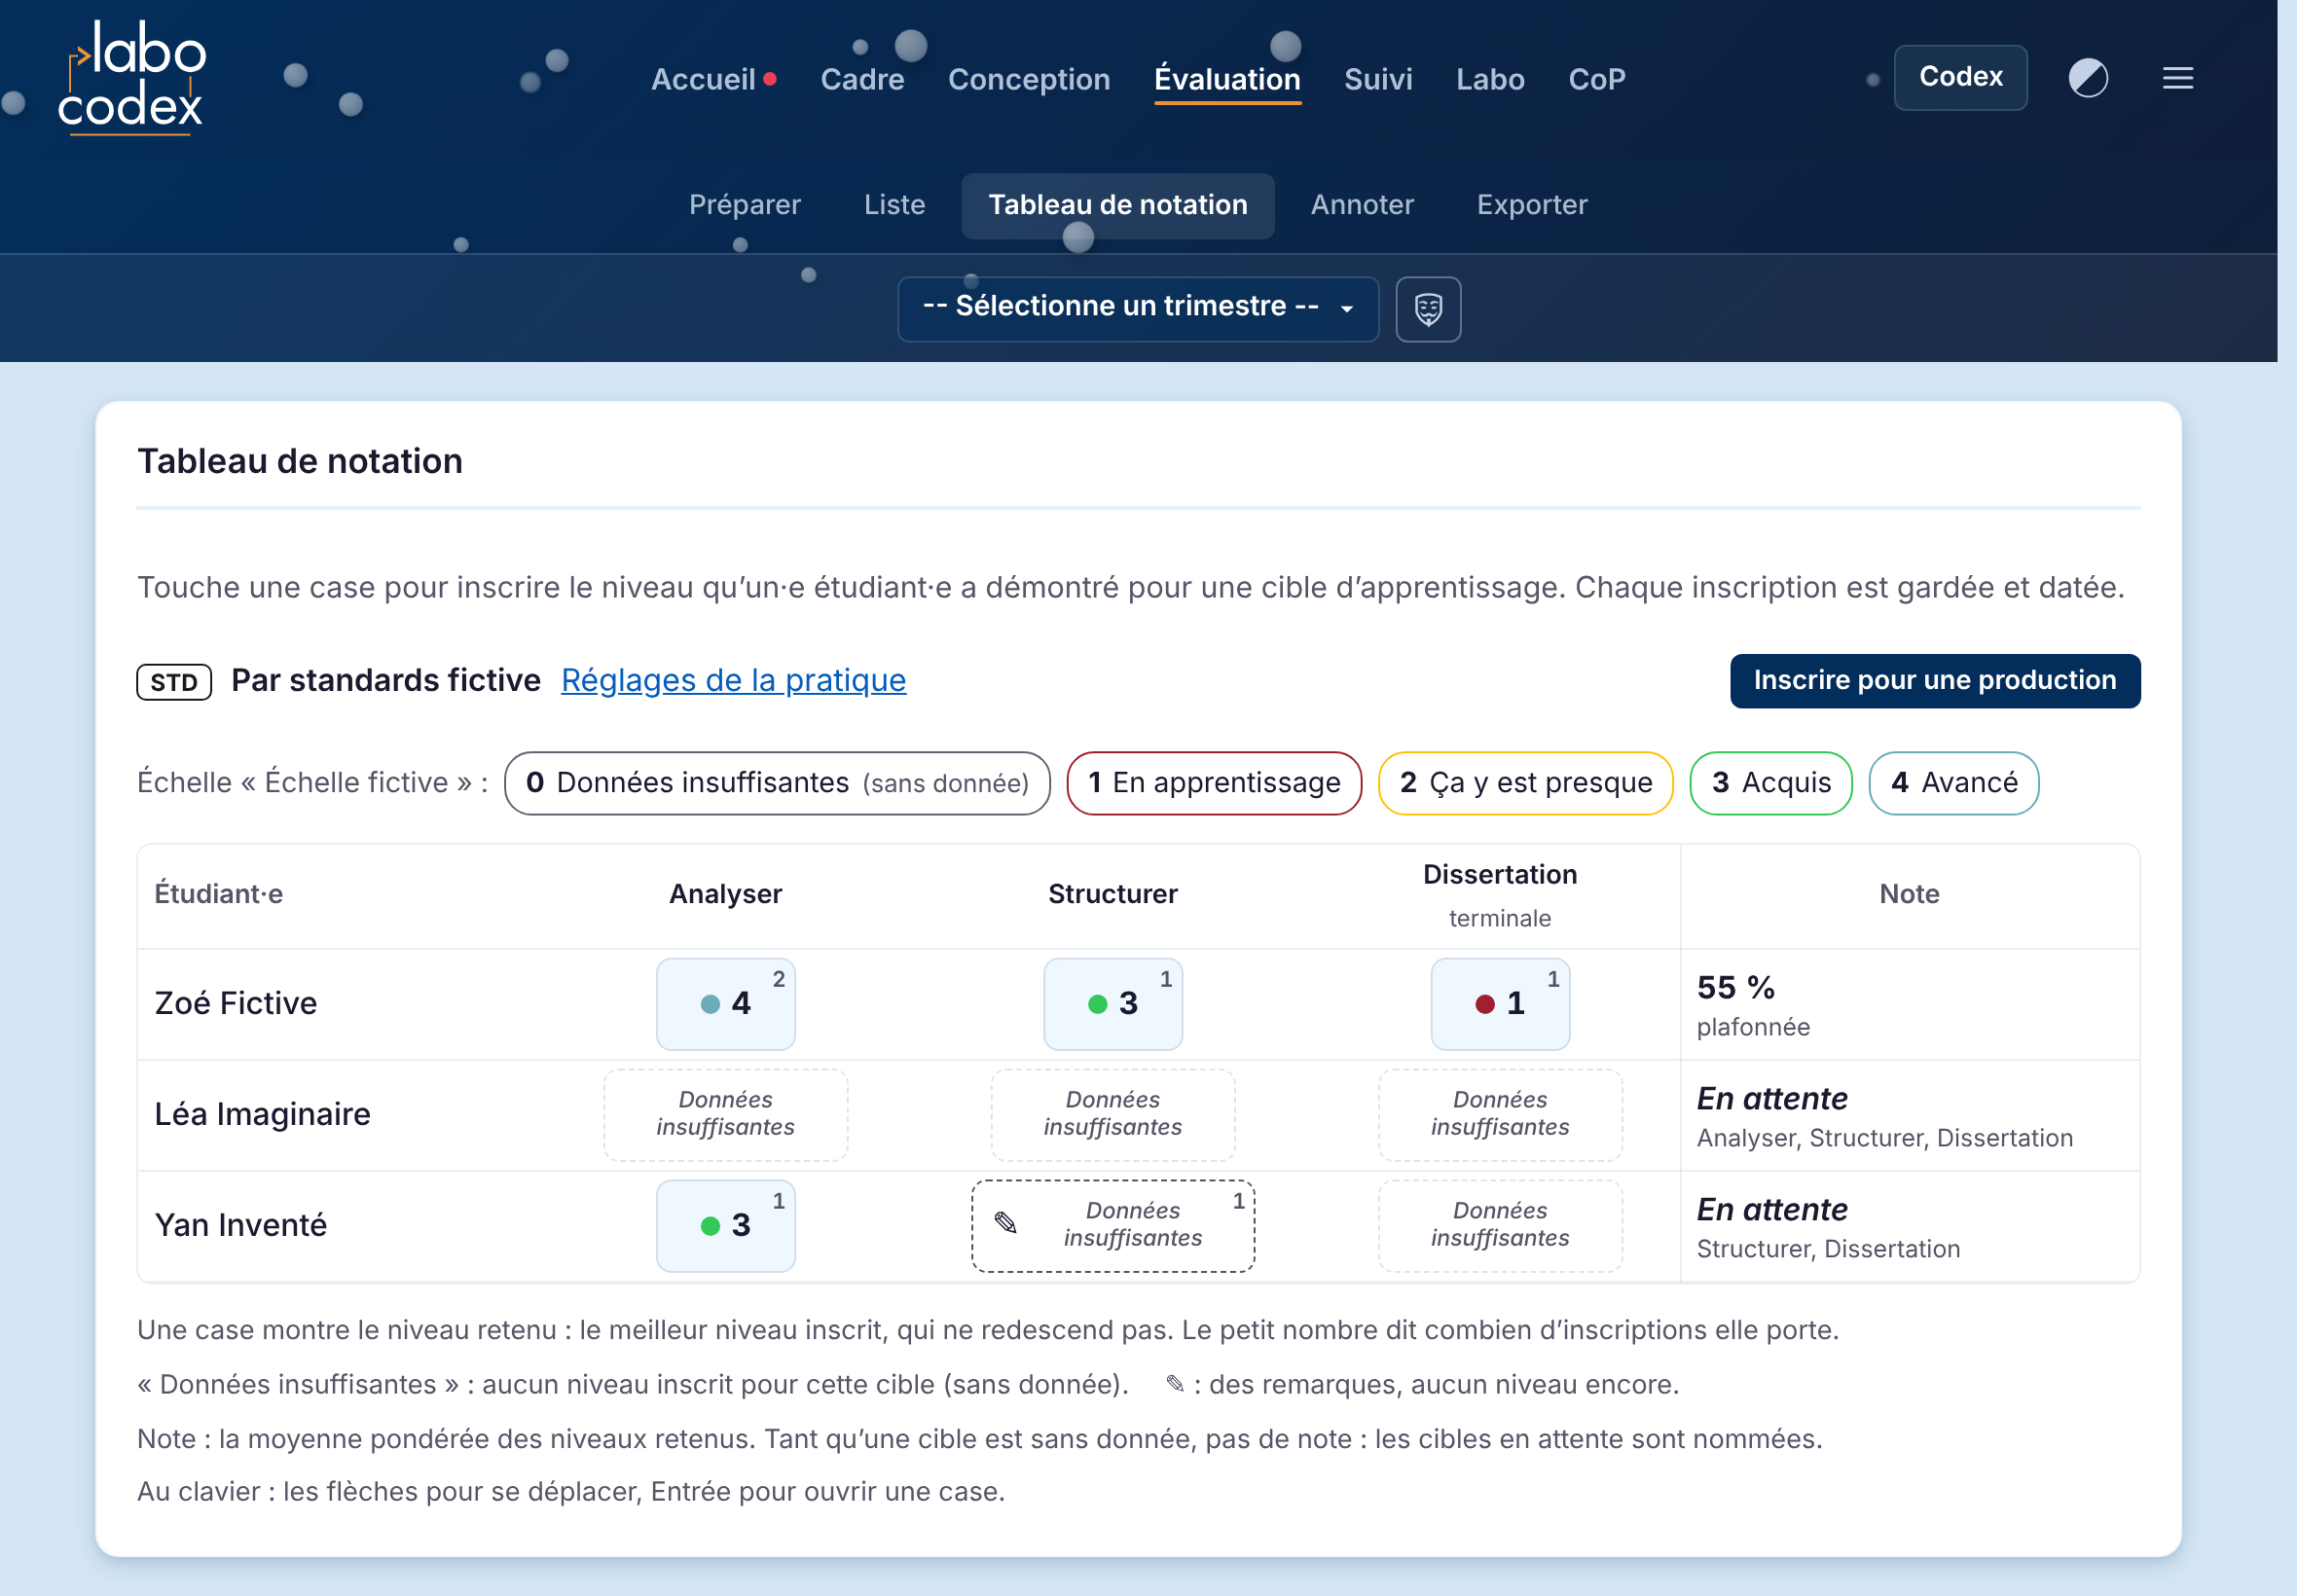 labo
codex
Accueil Cadre Conception Évaluation Suivi Labo CoP Codex
Préparer Liste Tableau de notation Annoter Exporter
-- Sélectionne un trimestre --
Tableau de notation
Touche une case pour inscrire le niveau qu’un·e étudiant·e a démontré pour une cible d’apprentissage. Chaque inscription est gardée et datée.
STD Par standards fictive Réglages de la pratique Inscrire pour une production
Échelle « Échelle fictive » : 0 Données insuffisantes (sans donnée) 1 En apprentissage 2 Ça y est presque 3 Acquis 4 Avancé
Étudiant·e Analyser Structurer Dissertation terminale Note
Zoé Fictive 4 2 3 1 1 1 55 %
plafonnée
Léa Imaginaire Données insuffisantes Données insuffisantes Données insuffisantes En attente
Analyser, Structurer, Dissertation
Yan Inventé 3 1 ✎ Données insuffisantes 1 Données insuffisantes En attente
Structurer, Dissertation
Une case montre le niveau retenu : le meilleur niveau inscrit, qui ne redescend pas. Le petit nombre dit combien d’inscriptions elle porte.
« Données insuffisantes » : aucun niveau inscrit pour cette cible (sans donnée). ✎ : des remarques, aucun niveau encore.
Note : la moyenne pondérée des niveaux retenus. Tant qu’une cible est sans donnée, pas de note : les cibles en attente sont nommées.
Au clavier : les flèches pour se déplacer, Entrée pour ouvrir une case.